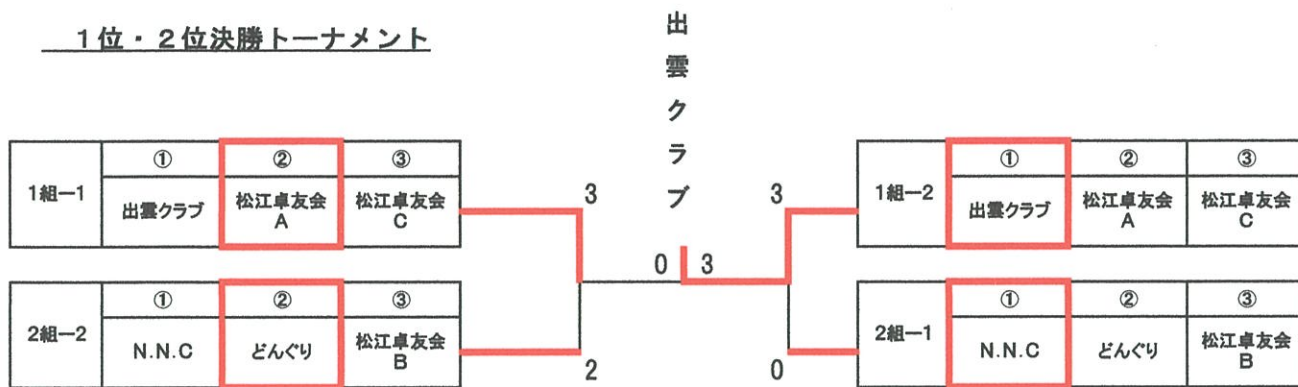 1位・2位決勝トーナメント
出雲クラブ
1組ー1
①
②
③
出雲クラブ
松江卓友会
A
松江卓友会
C
3
2組ー2
①
②
③
N.N.C
どんぐり
松江卓友会
B
2
0
3
3
1組ー2
①
②
③
出雲クラブ
松江卓友会
A
松江卓友会
C
0
2組ー1
①
②
③
N.N.C
どんぐり
松江卓友会
B